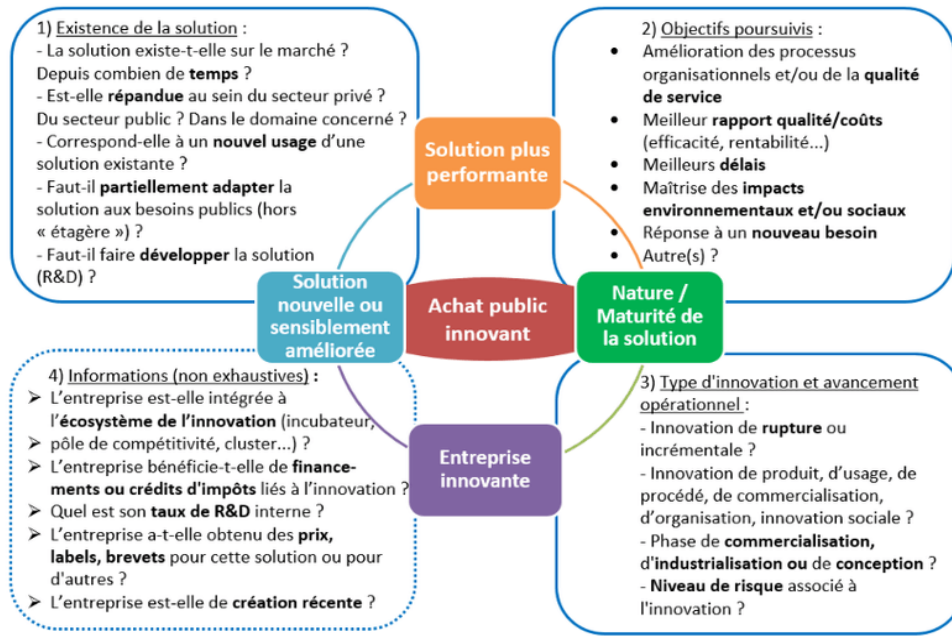 1) Existence de la solution :
- La solution existe-t-elle sur le marché ?
Depuis combien de temps ?
- Est-elle répandue au sein du secteur privé ?
Du secteur public ? Dans le domaine concerné ?
- Correspond-elle à un nouvel usage d'une
solution existante ?
- Faut-il partiellement adapter la
solution aux besoins publics (hors
« étagère ») ?
- Faut-il faire développer la solution
(R&D) ?
2) Objectifs poursuivis :
• Amélioration des processus
organisationnels et/ou de la qualité
de service
• Meilleur rapport qualité/coûts
(efficacité, rentabilité...)
• Meilleurs délais
• Maîtrise des impacts
environnementaux et/ou sociaux
• Réponse à un nouveau besoin
• Autre(s) ?
Solution plus
performante
Solution
nouvelle ou
sensiblement
améliorée
Achat public
innovant
Nature /
Maturité de
la solution
Entreprise
innovante
4) Informations (non exhaustives) :
➢ L'entreprise est-elle intégrée à
l'écosystème de l'innovation (incubateur,
➢ pôle de compétitivité, cluster...) ?
➢ L'entreprise bénéficie-t-elle de finance-
ments ou crédits d'impôts liés à l'innovation ?
➢ Quel est son taux de R&D interne ?
➢ L'entreprise a-t-elle obtenu des prix,
labels, brevets pour cette solution ou pour
d'autres ?
➢ L'entreprise est-elle de création récente ?
3) Type d'innovation et avancement
opérationnel :
- Innovation de rupture ou
incrémentale ?
- Innovation de produit, d'usage, de
procédé, de commercialisation,
d'organisation, innovation sociale ?
- Phase de commercialisation,
d'industrialisation ou de conception ?
- Niveau de risque associé à
l'innovation ?